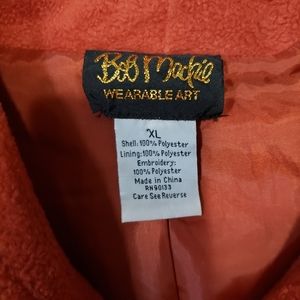 Bob Mackie
WEARABLE ART
XL
Shell: 100% Polyester
Lining: 100% Polyester
Embroidery:
100% Polyester
Made in China
RN90133
Care See Reverse